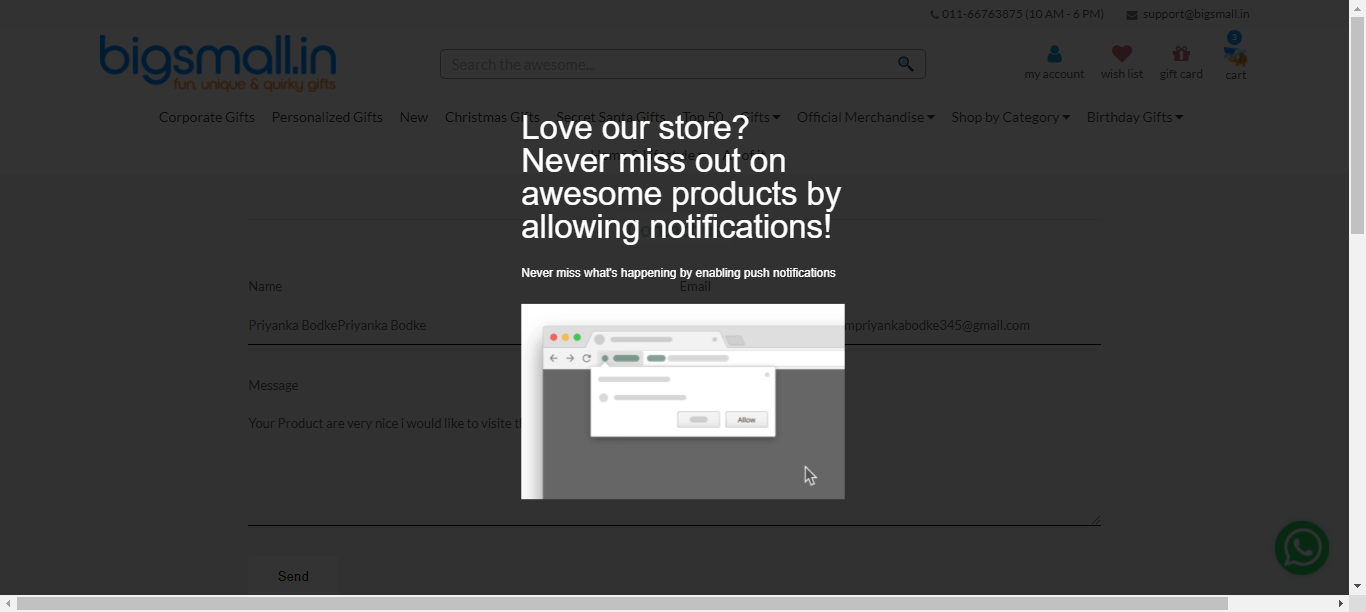 011-66763875 (10 AM - 6 PM) support@bigsmall.in
bigsmall.in
fun, unique & quirky gifts
Search the awesome...
3
my account wish list gift card cart
Corporate Gifts Personalized Gifts New Christmas Gifts Secret Santa Gifts Top 50 Gifts Official Merchandise Shop by Category Birthday Gifts
Love our store?
Never miss out on
awesome products by
allowing notifications!
Never miss what's happening by enabling push notifications
Name Email
Priyanka BodkePriyanka Bodke mpriyankabodke345@gmail.com
Message
Your Product are very nice i would like to visite
Allow
Send